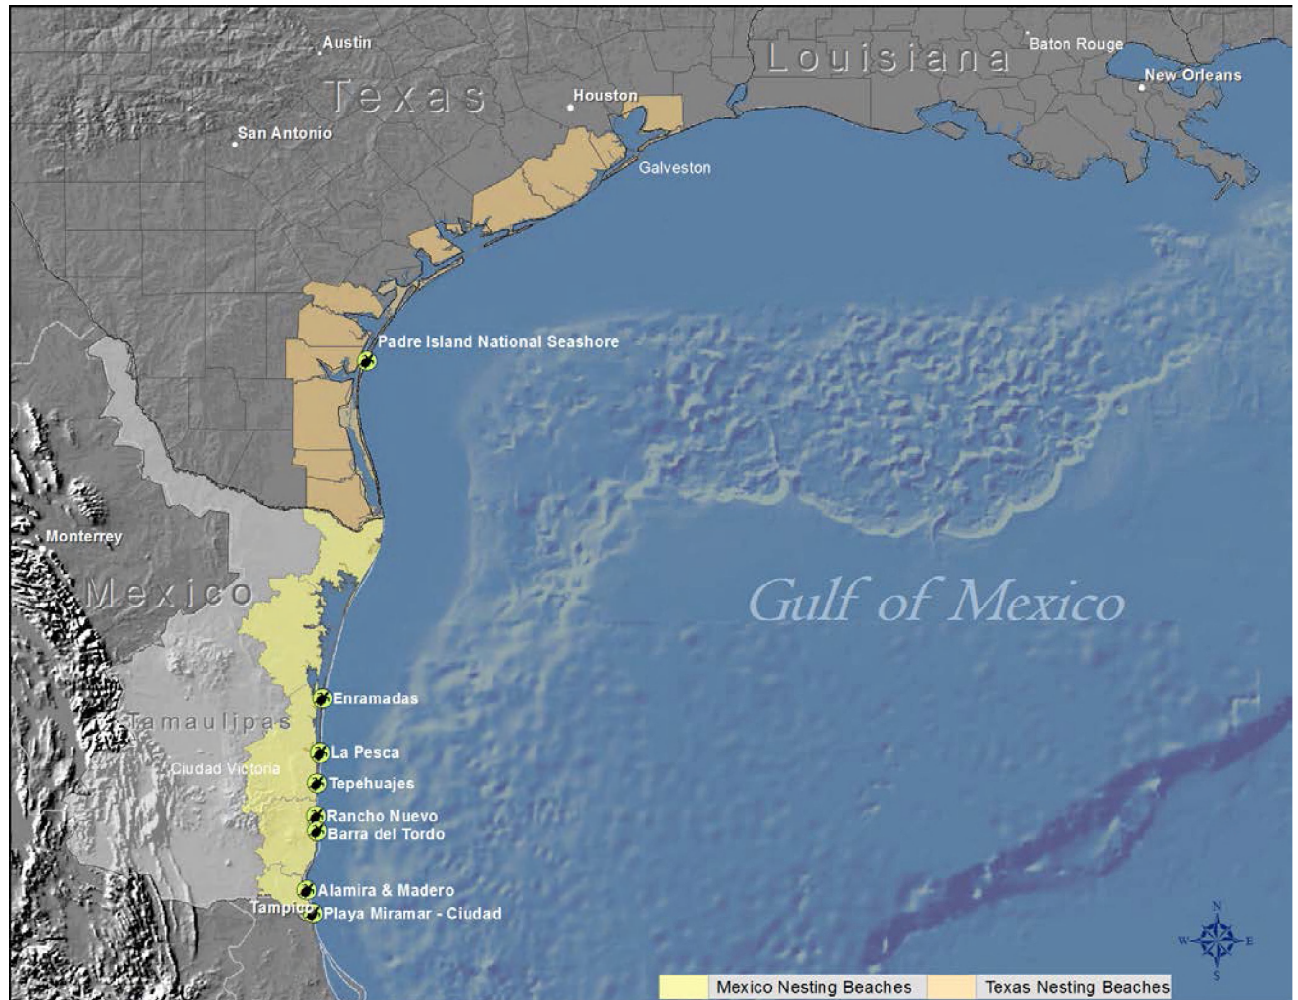 Austin
Louisiana
Baton Rouge
New Orleans
Texas
Houston
San Antonio
Galveston
Padre Island National Seashore
Monterrey
Mexico
Gulf of Mexico
Enramadas
Tamaulipas
La Pesca
Ciudad Victoria
Tepehuajes
Rancho Nuevo
Barra del Tordo
Alamira & Madero
Tampico
Playa Miramar - Ciudad
N
W E
S
Mexico Nesting Beaches Texas Nesting Beaches